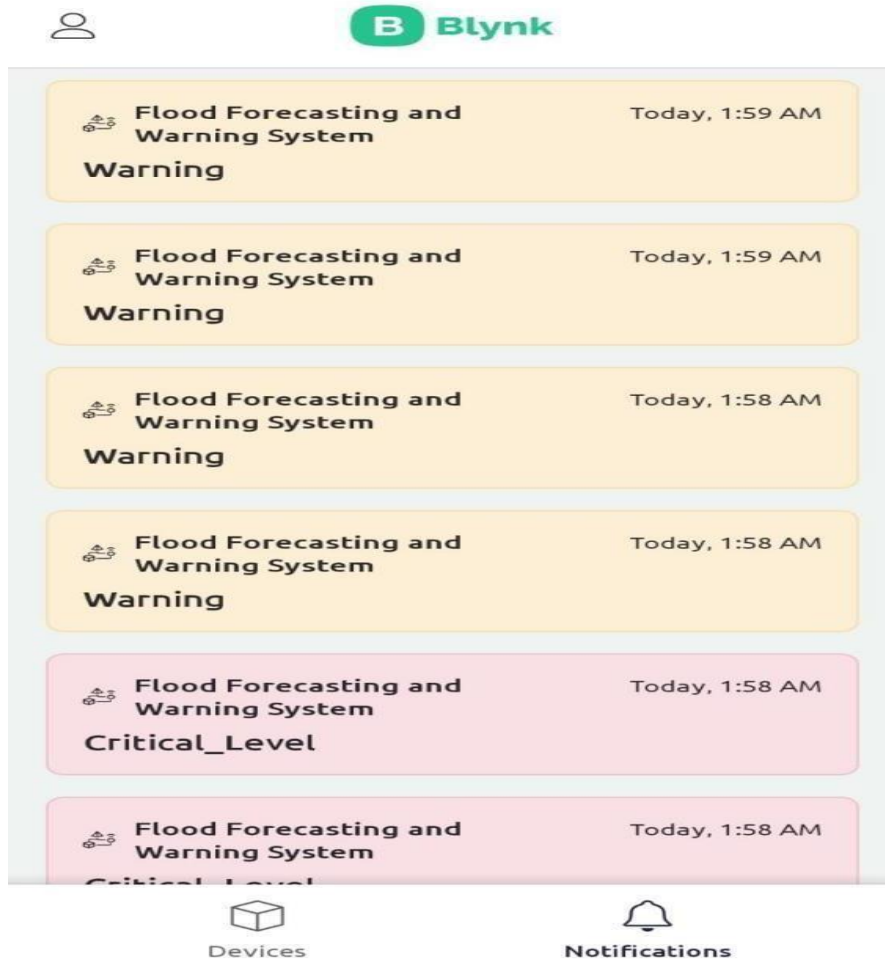 B Blynk
Flood Forecasting and Today, 1:59 AM
Warning System
Warning
Flood Forecasting and Today, 1:59 AM
Warning System
Warning
Flood Forecasting and Today, 1:58 AM
Warning System
Warning
Flood Forecasting and Today, 1:58 AM
Warning System
Warning
Flood Forecasting and Today, 1:58 AM
Warning System
Critical_Level
Flood Forecasting and Today, 1:58 AM
Warning System
Critical_Level
Devices Notifications